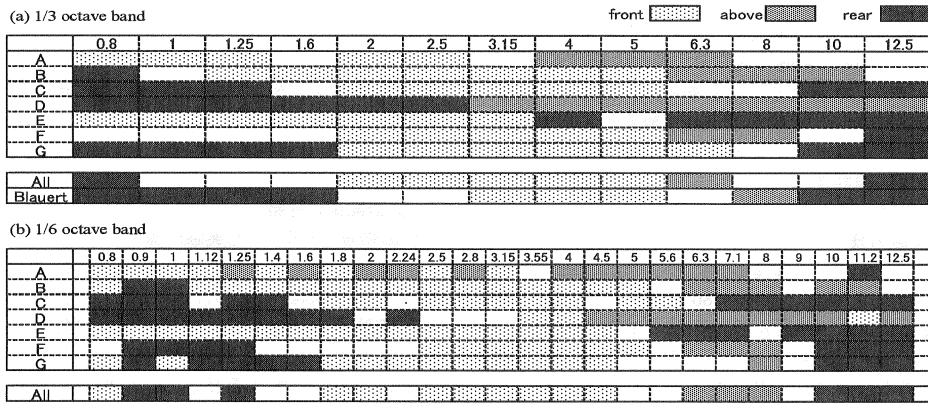 (a) 1/3 octave band front above rear
0.8 1 1.25 1.6 2 2.5 3.15 4 5 6.3 8 10 12.5
A
B
C
D
E
F
G
All
Blauert
(b) 1/6 octave band
0.8 0.9 1 1.12 1.25 1.4 1.6 1.8 2 2.24 2.5 2.8 3.15 3.55 4 4.5 5 5.6 6.3 7.1 8 9 10 11.2 12.5
A
B
C
D
E
F
G
All